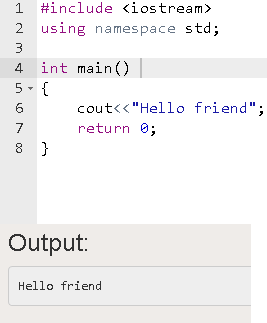 1 #include <iostream>
2 using namespace std;
3
4 int main()
5 {
6     cout<<"Hello friend";
7     return 0;
8 }
Output:
Hello friend